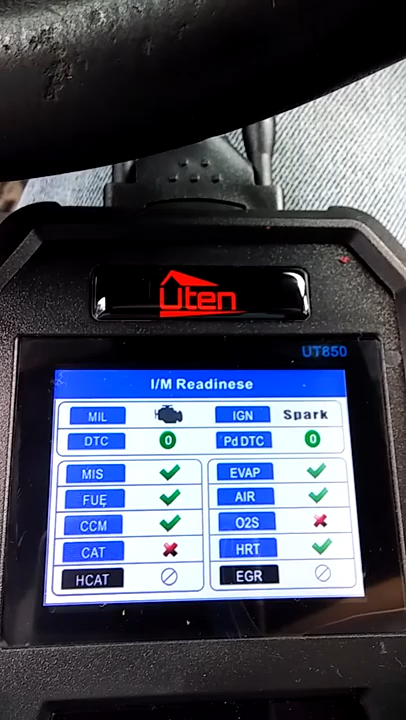 Uten
UT850
I/M Readinese
MIL IGN Spark
DTC 0 Pd DTC 0
MIS EVAP
FUE AIR
CCM O2S
CAT HRT
HCAT EGR